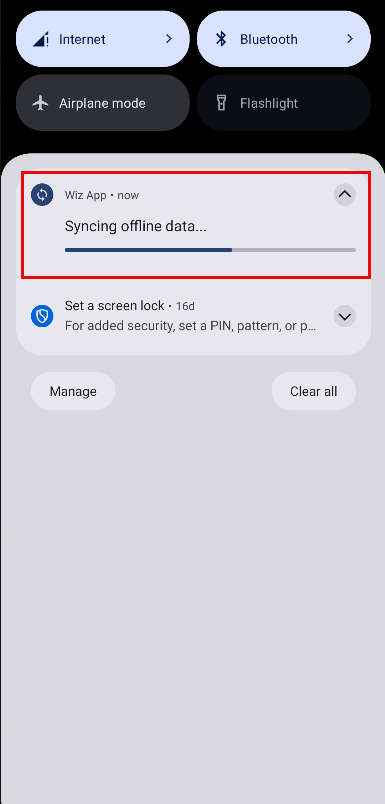 Internet
Bluetooth
Airplane mode
Flashlight
Wiz App • now
Syncing offline data...
Set a screen lock • 16d
For added security, set a PIN, pattern, or p...
Manage
Clear all